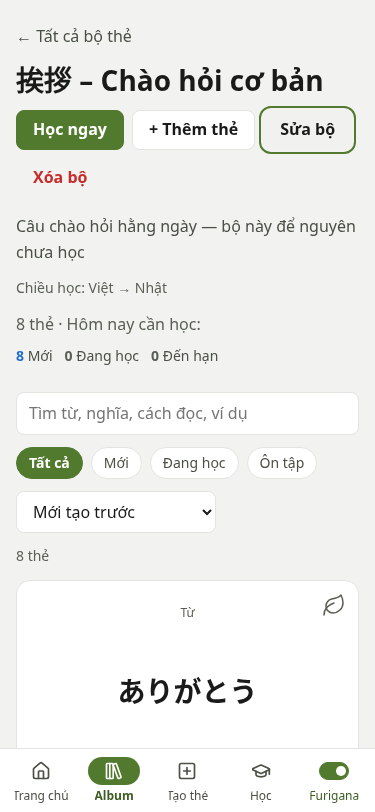 ← Tất cả bộ thẻ
挨拶 – Chào hỏi cơ bản
Học ngay
+ Thêm thẻ
Sửa bộ
Xóa bộ
Câu chào hỏi hằng ngày — bộ này để nguyên
chưa học
Chiều học: Việt → Nhật
8 thẻ · Hôm nay cần học:
8 Mới 0 Đang học 0 Đến hạn
Tìm từ, nghĩa, cách đọc, ví dụ
Tất cả
Mới
Đang học
Ôn tập
Mới tạo trước
8 thẻ
Từ
ありがとう
Trang chủ
Album
Tạo thẻ
Học
Furigana